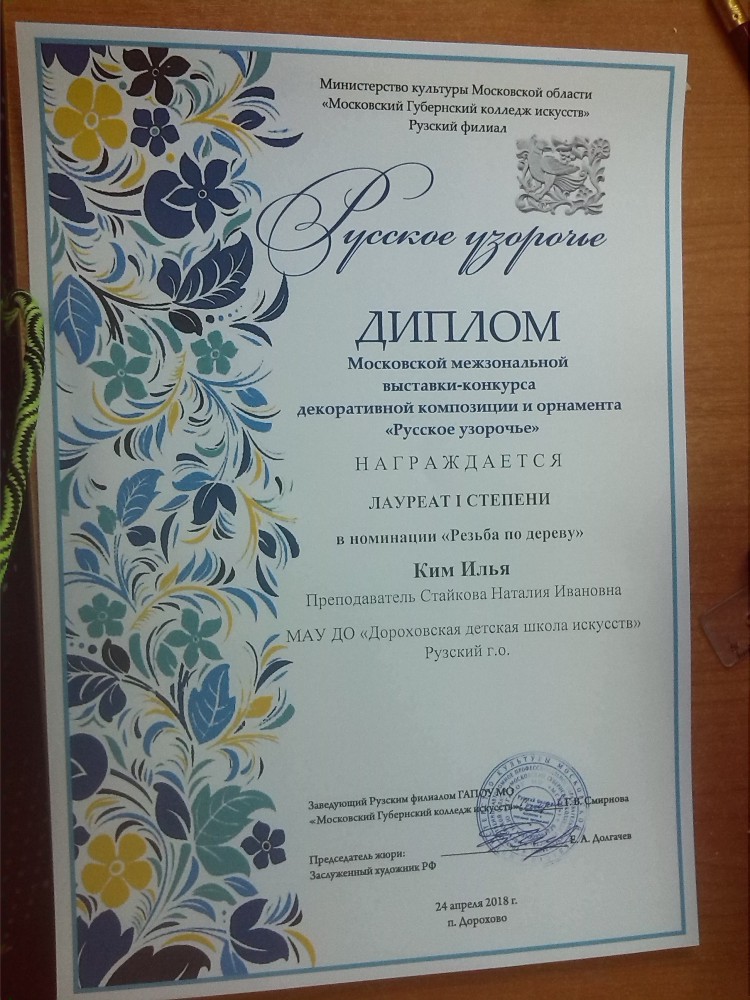 Министерство культуры Московской области
«Московский Губернский колледж искусств»
Рузский филиал
Русское узорочье
ДИПЛОМ
Московской межзональной
выставки-конкурса
декоративной композиции и орнамента
«Русское узорочье»
НАГРАЖДАЕТСЯ
ЛАУРЕАТ I СТЕПЕНИ
в номинации «Резьба по дереву»
Ким Илья
Преподаватель Стайкова Наталия Ивановна
МАУ ДО «Дороховская детская школа искусств»
Рузский г.о.
Заведующий Рузским филиалом ГАПОУ МО
«Московский Губернский колледж искусств» Г. В. Смирнова
Председатель жюри: Е. А. Долгачев
Заслуженный художник РФ
24 апреля 2018 г.
п. Дорохово